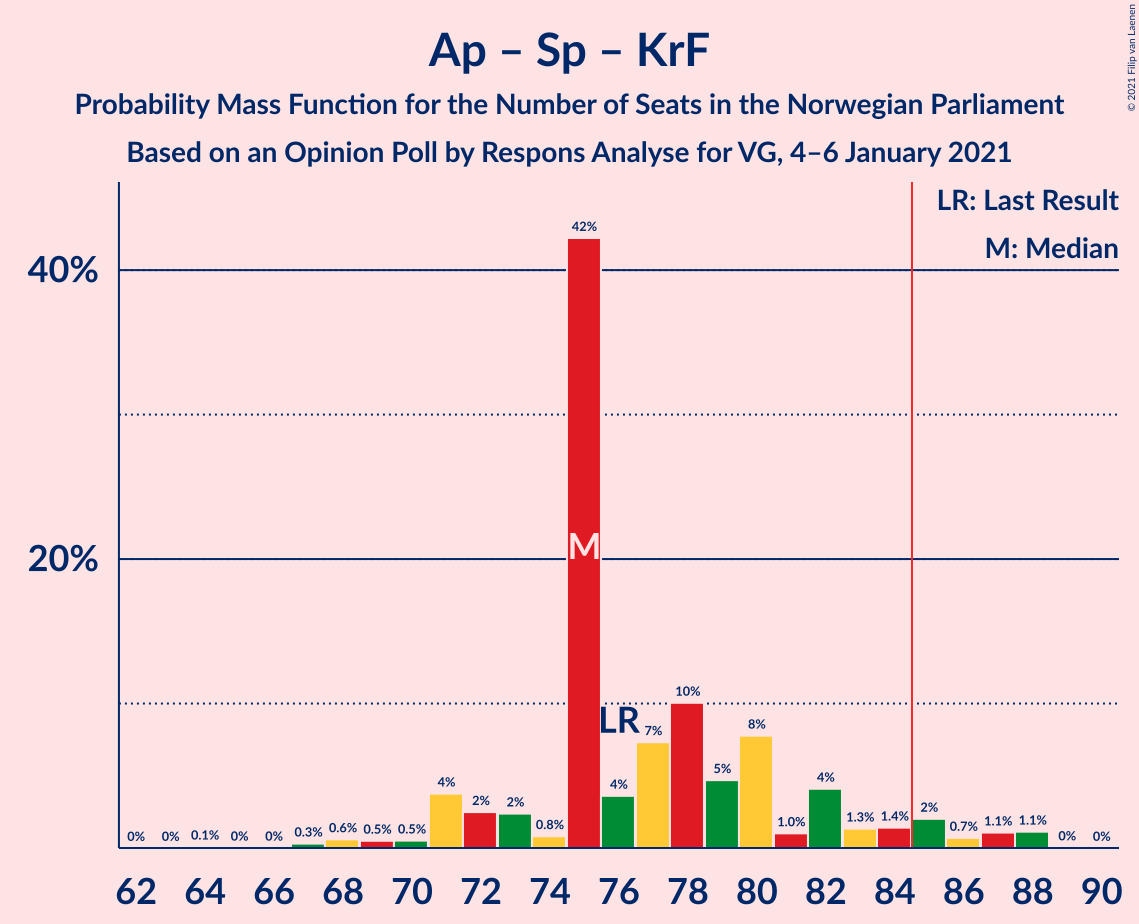 Ap – Sp – KrF
Probability Mass Function for the Number of Seats in the Norwegian Parliament
Based on an Opinion Poll by Respons Analyse for VG, 4–6 January 2021
© 2021 Filip van Laenen
LR: Last Result
M: Median
40%
20%
0% 0% 0.1% 0% 0% 0.3% 0.6% 0.5% 0.5% 4% 2% 2% 0.8% 42% 4% 7% 10% 5% 8% 1.0% 4% 1.3% 1.4% 2% 0.7% 1.1% 1.1% 0% 0%
M
LR
62 64 66 68 70 72 74 76 78 80 82 84 86 88 90